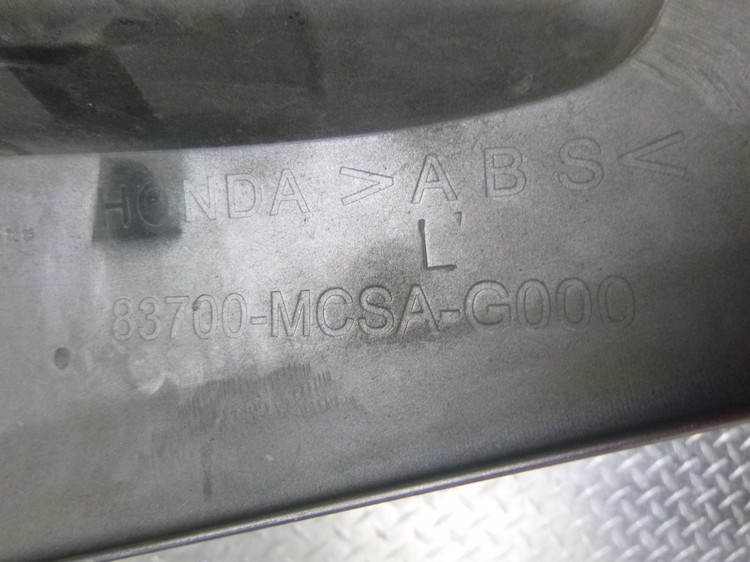 HONDA >ABS<
L
83700-MCSA-G000